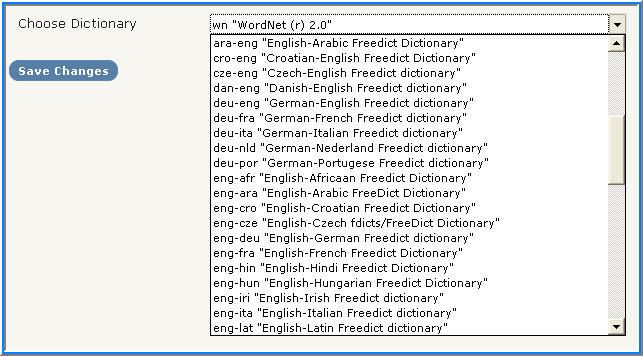 Choose Dictionary
wn "WordNet (r) 2.0"
ara-eng "English-Arabic Freedict Dictionary"
cro-eng "Croatian-English Freedict Dictionary"
cze-eng "Czech-English Freedict dictionary"
dan-eng "Danish-English Freedict dictionary"
deu-eng "German-English Freedict dictionary"
deu-fra "German-French Freedict dictionary"
deu-ita "German-Italian Freedict dictionary"
deu-nld "German-Nederland Freedict dictionary"
deu-por "German-Portugese Freedict dictionary"
eng-afr "English-Africaan Freedict Dictionary"
eng-ara "English-Arabic FreeDict Dictionary"
eng-cro "English-Croatian Freedict Dictionary"
eng-cze "English-Czech fdicts/FreeDict Dictionary"
eng-deu "English-German Freedict dictionary"
eng-fra "English-French Freedict Dictionary"
eng-hin "English-Hindi Freedict Dictionary"
eng-hun "English-Hungarian Freedict Dictionary"
eng-iri "English-Irish Freedict dictionary"
eng-ita "English-Italian Freedict dictionary"
eng-lat "English-Latin Freedict dictionary"
Save Changes